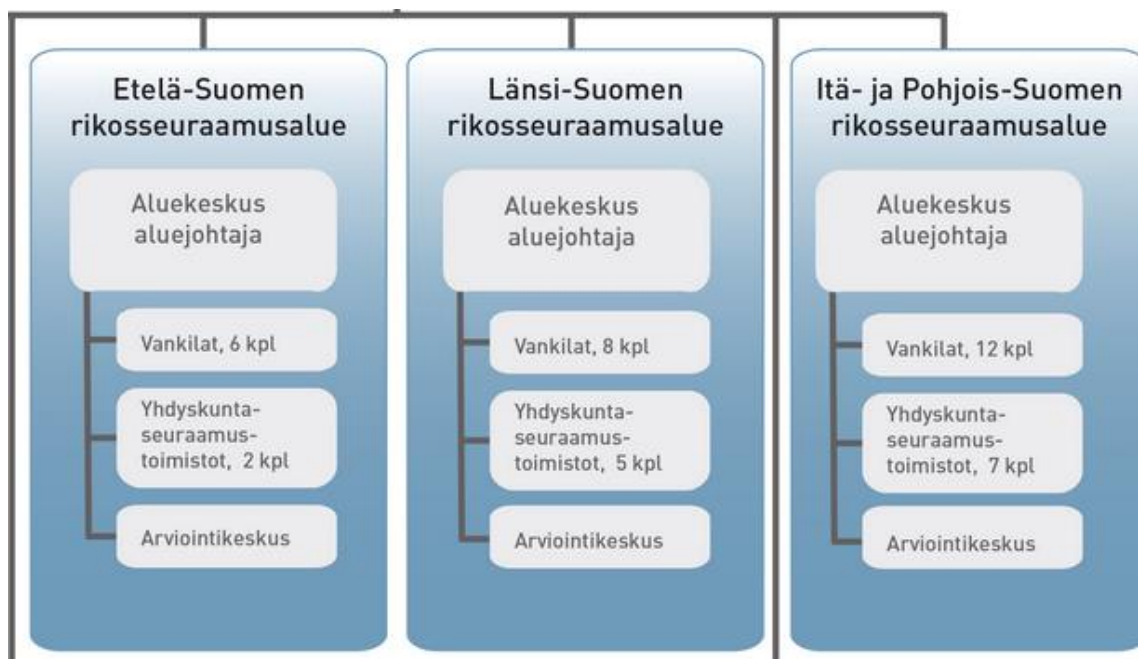 Etelä-Suomen
rikosseuraamusalue
Aluekeskus
aluejohtaja
Vankilat, 6 kpl
Yhdyskunta-
seuraamus-
toimistot, 2 kpl
Arviointikeskus
Länsi-Suomen
rikosseuraamusalue
Aluekeskus
aluejohtaja
Vankilat, 8 kpl
Yhdyskunta-
seuraamus-
toimistot, 5 kpl
Arviointikeskus
Itä- ja Pohjois-Suomen
rikosseuraamusalue
Aluekeskus
aluejohtaja
Vankilat, 12 kpl
Yhdyskunta-
seuraamus-
toimistot, 7 kpl
Arviointikeskus